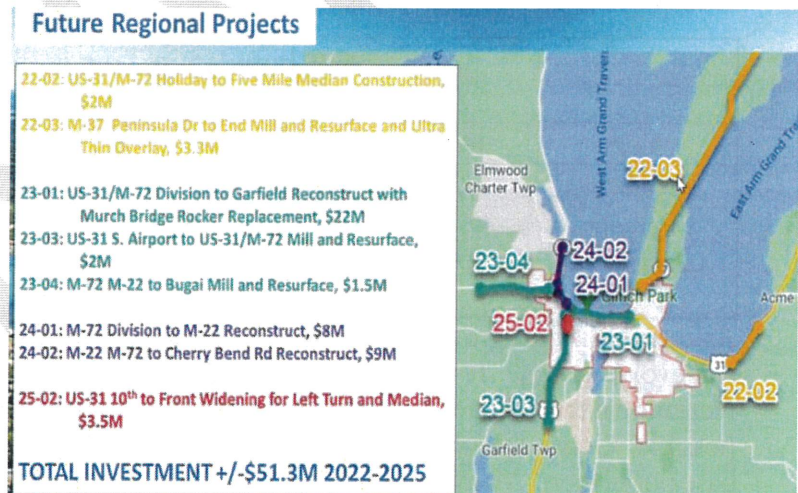 Future Regional Projects
22-02: US-31/M-72 Holiday to Five Mile Median Construction,
$2M
22-03: M-37 Peninsula Dr to End Mill and Resurface and Ultra
Thin Overlay, $3.3M
23-01: US-31/M-72 Division to Garfield Reconstruct with
Murch Bridge Rocker Replacement, $22M
23-03: US-31 S. Airport to US-31/M-72 Mill and Resurface,
$2M
23-04: M-72 M-22 to Bugai Mill and Resurface, $1.5M
24-01: M-72 Division to M-22 Reconstruct, $8M
24-02: M-22 M-72 to Cherry Bend Rd Reconstruct, $9M
25-02: US-31 10th to Front Widening for Left Turn and Median,
$3.5M
TOTAL INVESTMENT +/-$51.3M 2022-2025
West Arm Grand Travers
East Arm Grand Tra
Elmwood
Charter Twp
22-03
24-02
23-04
24-01
Clinch Park
Acme
25-02
23-01
31
22-02
23-03
Garfield Twp